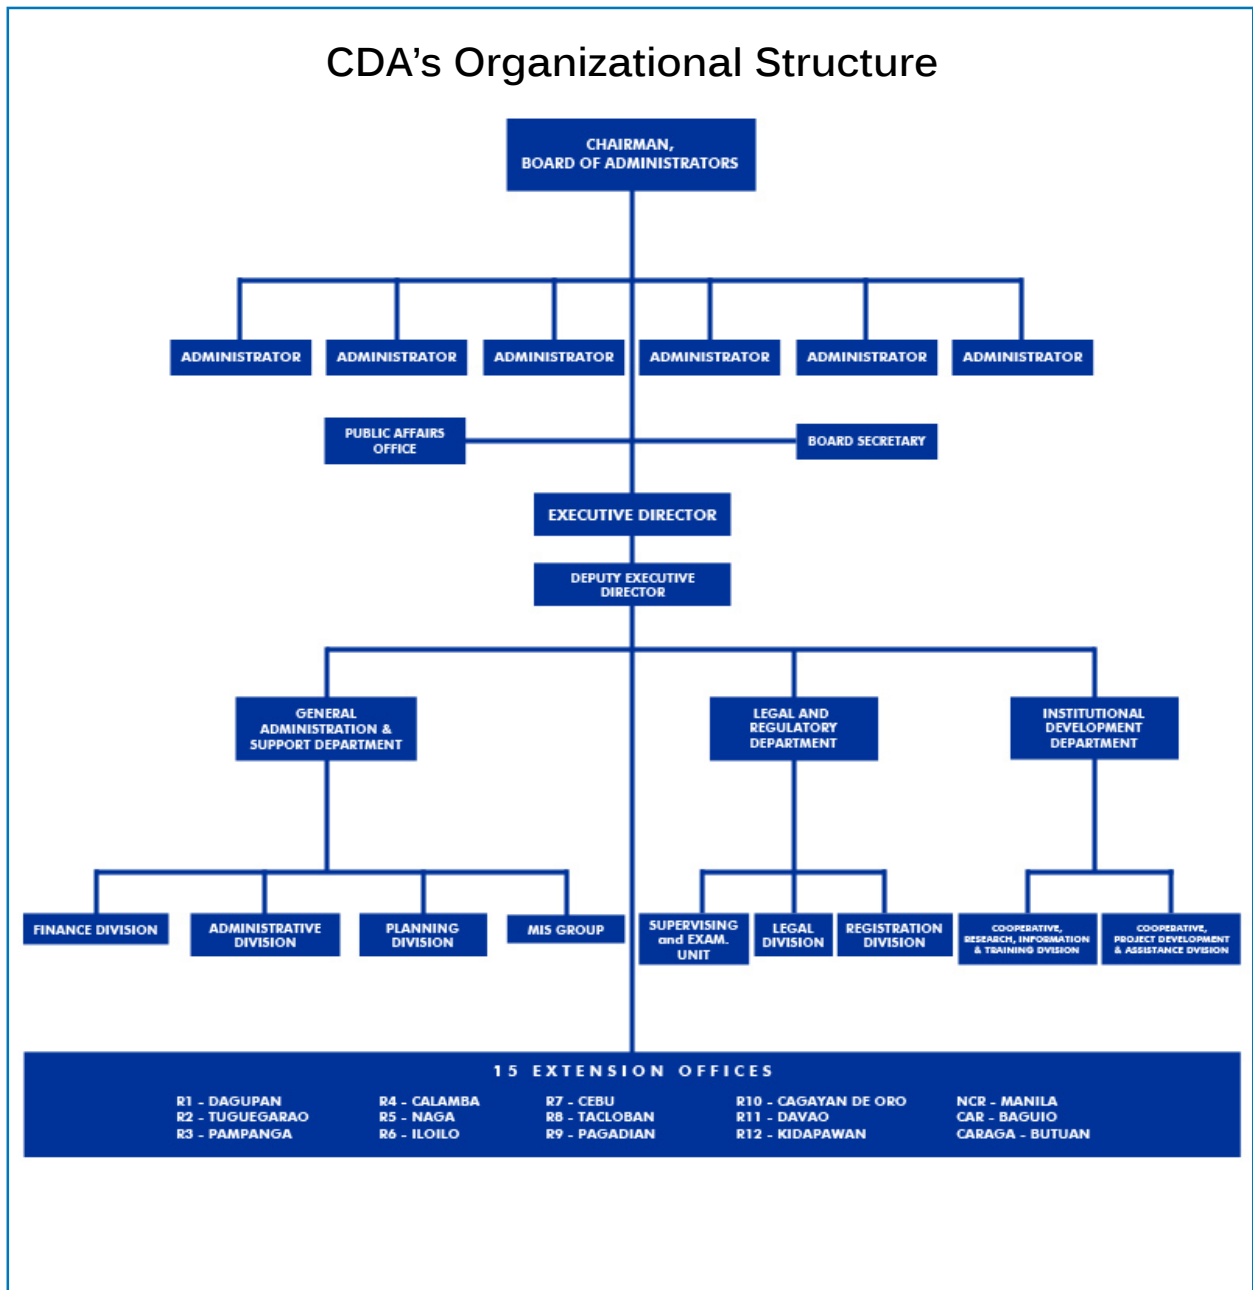 CDA’s Organizational Structure
CHAIRMAN,
BOARD OF ADMINISTRATORS
ADMINISTRATOR
ADMINISTRATOR
ADMINISTRATOR
ADMINISTRATOR
ADMINISTRATOR
ADMINISTRATOR
PUBLIC AFFAIRS
OFFICE
BOARD SECRETARY
EXECUTIVE DIRECTOR
DEPUTY EXECUTIVE
DIRECTOR
GENERAL
ADMINISTRATION &
SUPPORT DEPARTMENT
LEGAL AND
REGULATORY
DEPARTMENT
INSTITUTIONAL
DEVELOPMENT
DEPARTMENT
FINANCE DIVISION
ADMINISTRATIVE
DIVISION
PLANNING
DIVISION
MIS GROUP
SUPERVISING
and EXAM.
UNIT
LEGAL
DIVISION
REGISTRATION
DIVISION
COOPERATIVE,
RESEARCH, INFORMATION
& TRAINING DVISION
COOPERATIVE,
PROJECT DEVELOPMENT
& ASSISTANCE DVISION
15 EXTENSION OFFICES
R1 - DAGUPAN
R2 - TUGUEGARAO
R3 - PAMPANGA
R4 - CALAMBA
R5 - NAGA
R6 - ILOILO
R7 - CEBU
R8 - TACLOBAN
R9 - PAGADIAN
R10 - CAGAYAN DE ORO
R11 - DAVAO
R12 - KIDAPAWAN
NCR - MANILA
CAR - BAGUIO
CARAGA - BUTUAN